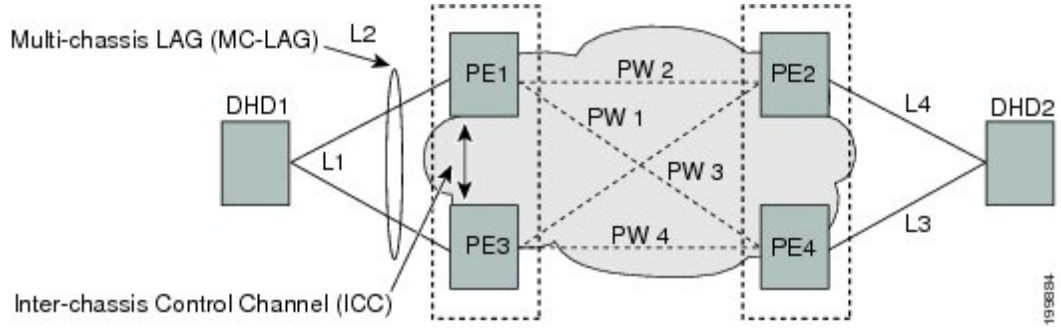 Multi-chassis LAG (MC-LAG)
L2
PE1
PW 2
PE2
DHD1
PW 1
L4
DHD2
L1
PW 3
PE3
PW 4
PE4
L3
Inter-chassis Control Channel (ICC)